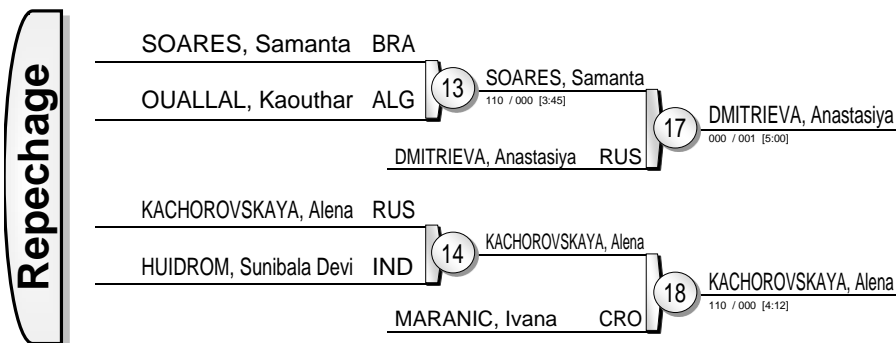 Repechage
SOARES, Samanta BRA
OUALLAL, Kaouthar ALG
13
SOARES, Samanta
110 / 000 [3:45]
DMITRIEVA, Anastasiya RUS
17
DMITRIEVA, Anastasiya
000 / 001 [5:00]
KACHOROVSKAYA, Alena RUS
HUIDROM, Sunibala Devi IND
14
KACHOROVSKAYA, Alena
MARANIC, Ivana CRO
18
KACHOROVSKAYA, Alena
110 / 000 [4:12]